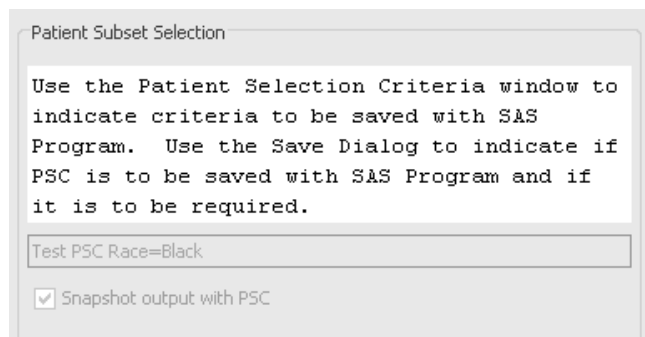 Patient Subset Selection
Use the Patient Selection Criteria window to
indicate criteria to be saved with SAS
Program.  Use the Save Dialog to indicate if
PSC is to be saved with SAS Program and if
it is to be required.
Test PSC Race=Black
Snapshot output with PSC